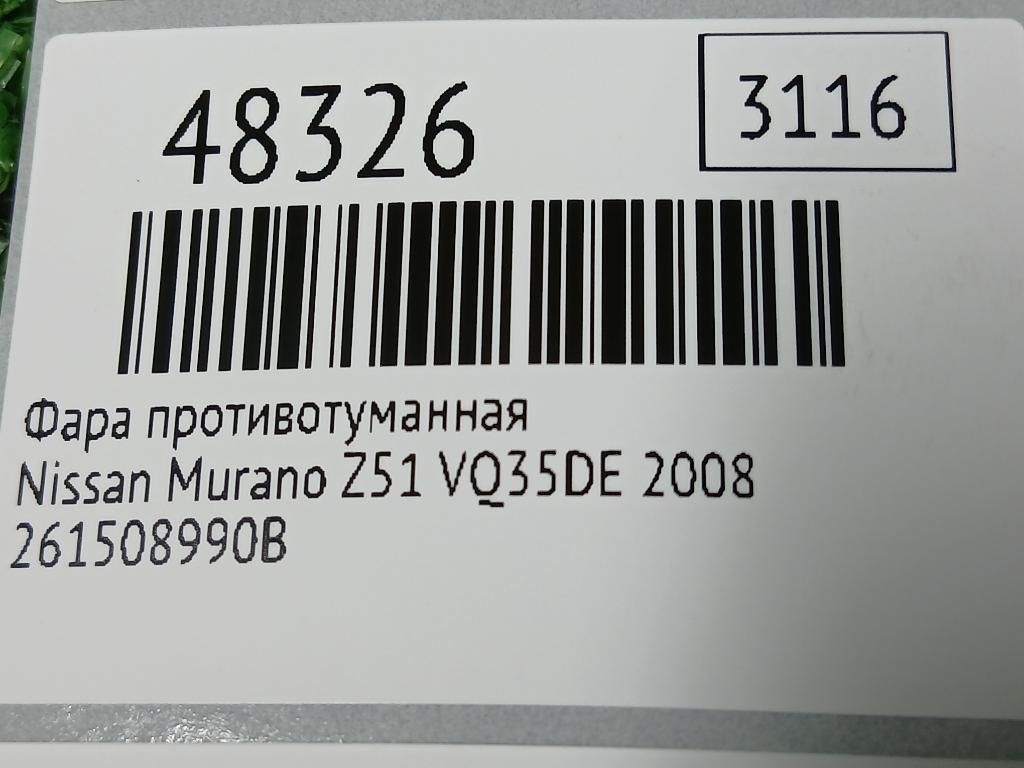 48326
3116
Фара противотуманная
Nissan Murano Z51 VQ35DE 2008
261508990B